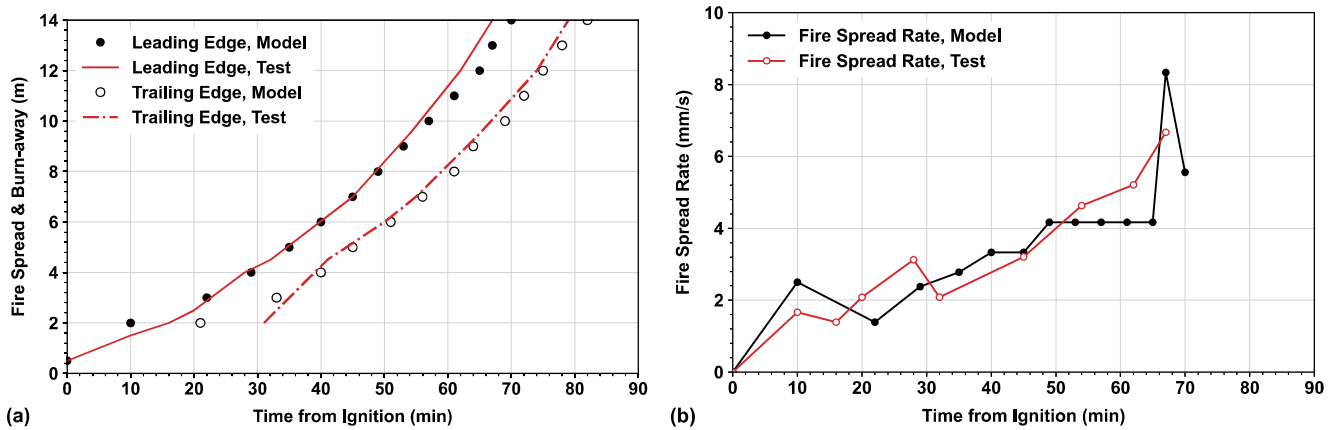 14
12
10
8
6
4
2
0
Fire Spread & Burn-away (m)
Leading Edge, Model
Leading Edge, Test
Trailing Edge, Model
Trailing Edge, Test
0 10 20 30 40 50 60 70 80 90
Time from Ignition (min)
(a)
10
8
6
4
2
0
Fire Spread Rate (mm/s)
Fire Spread Rate, Model
Fire Spread Rate, Test
0 10 20 30 40 50 60 70 80 90
Time from Ignition (min)
(b)